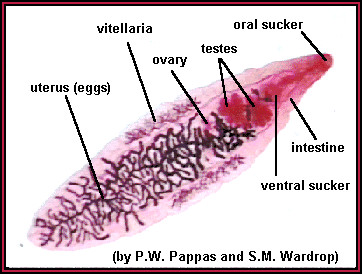 oral sucker
vitellaria
testes
ovary
uterus (eggs)
intestine
ventral sucker
(by P.W. Pappas and S.M. Wardrop)